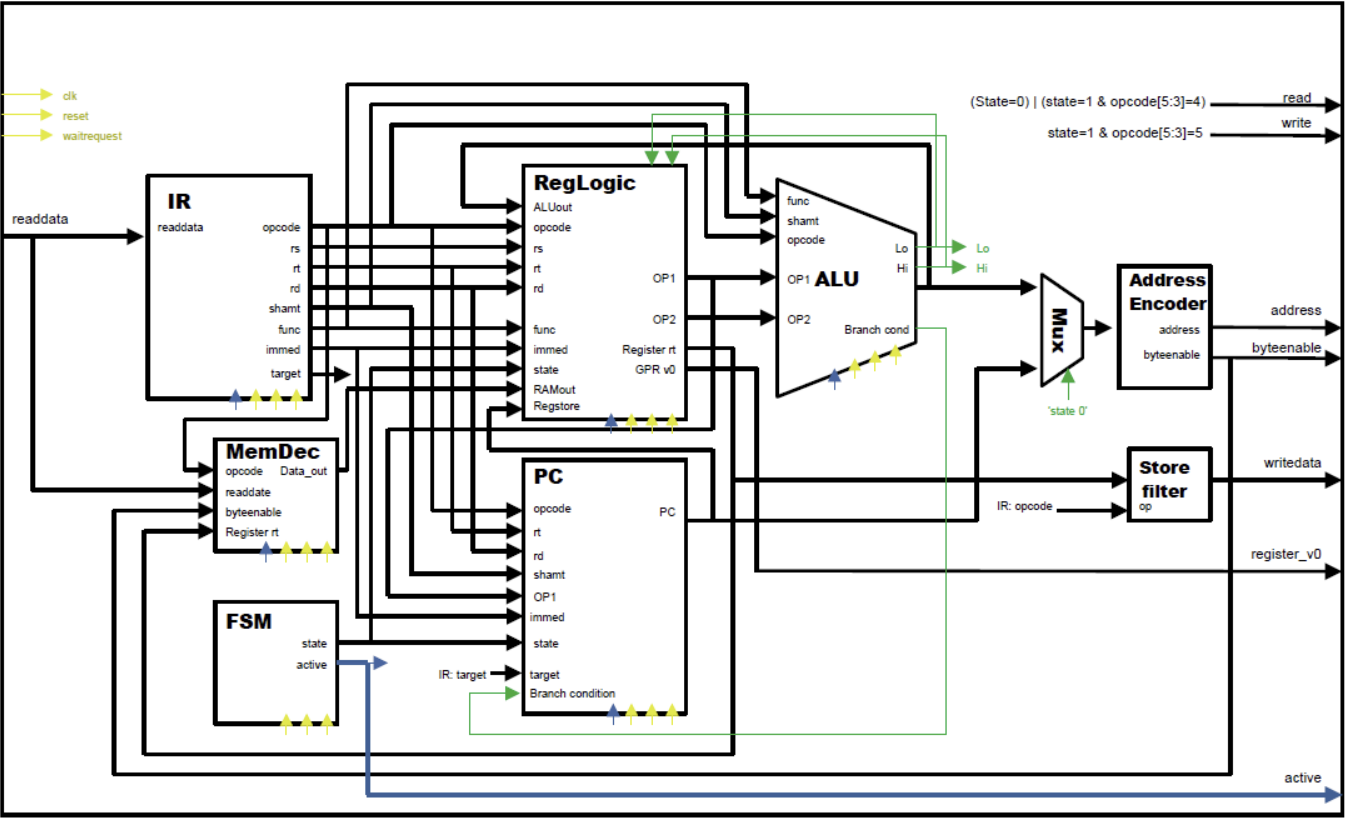 clk
reset
waitrequest
(State=0) | (state=1 & opcode[5:3]=4)
read
state=1 & opcode[5:3]=5
write
readdata
IR
readdata
opcode
rs
rt
rd
shamt
func
immed
target
RegLogic
ALUout
opcode
rs
rt
rd
func
immed
state
RAMout
Regstore
OP1
OP2
Register rt
GPR v0
func
shamt
opcode
OP1
ALU
OP2
Lo
Hi
Branch cond
Lo
Hi
Mux
'state 0'
Address
Encoder
address
byteenable
address
byteenable
MemDec
opcode
Data_out
readdate
byteenable
Register rt
PC
opcode
rt
rd
shamt
OP1
immed
state
IR: target
target
Branch condition
PC
Store
filter
IR: opcode
op
writedata
register_v0
FSM
state
active
active